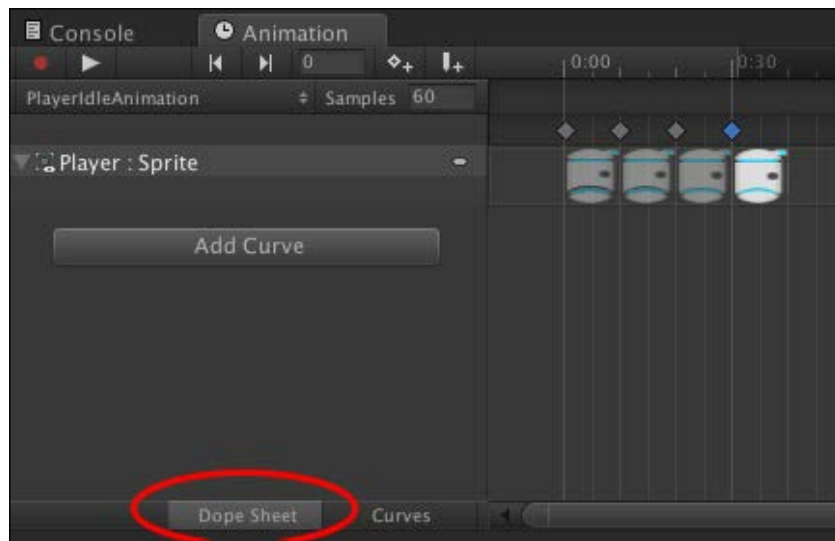 Console Animation
0 0:00 0:30
PlayerIdleAnimation Samples 60
Player : Sprite
Add Curve
Dope Sheet Curves